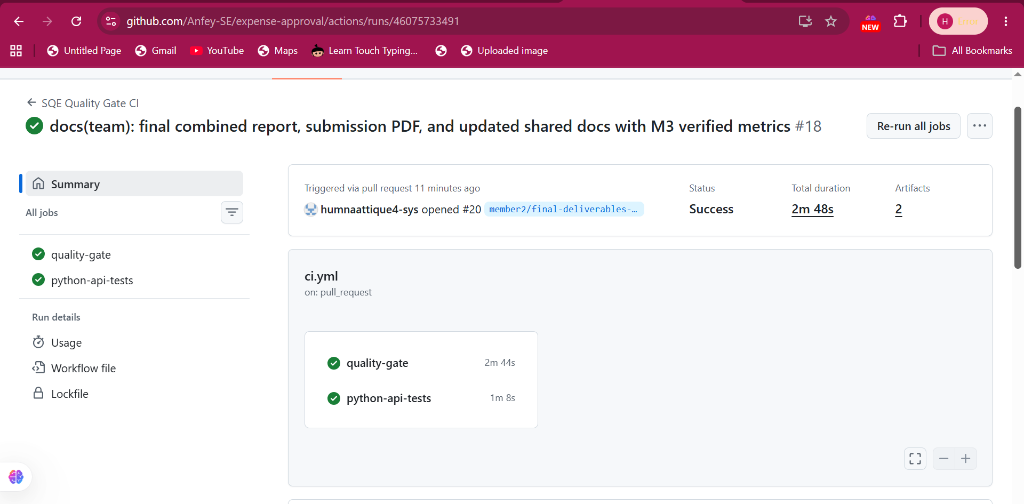 github.com/Anfey-SE/expense-approval/actions/runs/46075733491
NEW
H
Untitled Page
Gmail
YouTube
Maps
Learn Touch Typing...
Uploaded image
All Bookmarks
SQE Quality Gate CI
docs(team): final combined report, submission PDF, and updated shared docs with M3 verified metrics #18
Re-run all jobs
Summary
All jobs
quality-gate
python-api-tests
Run details
Usage
Workflow file
Lockfile
Triggered via pull request 11 minutes ago
humnaattique4-sys opened #20 member2/final-deliverables-…
Status
Success
Total duration
2m 48s
Artifacts
2
ci.yml
on: pull_request
quality-gate 2m 44s
python-api-tests 1m 8s